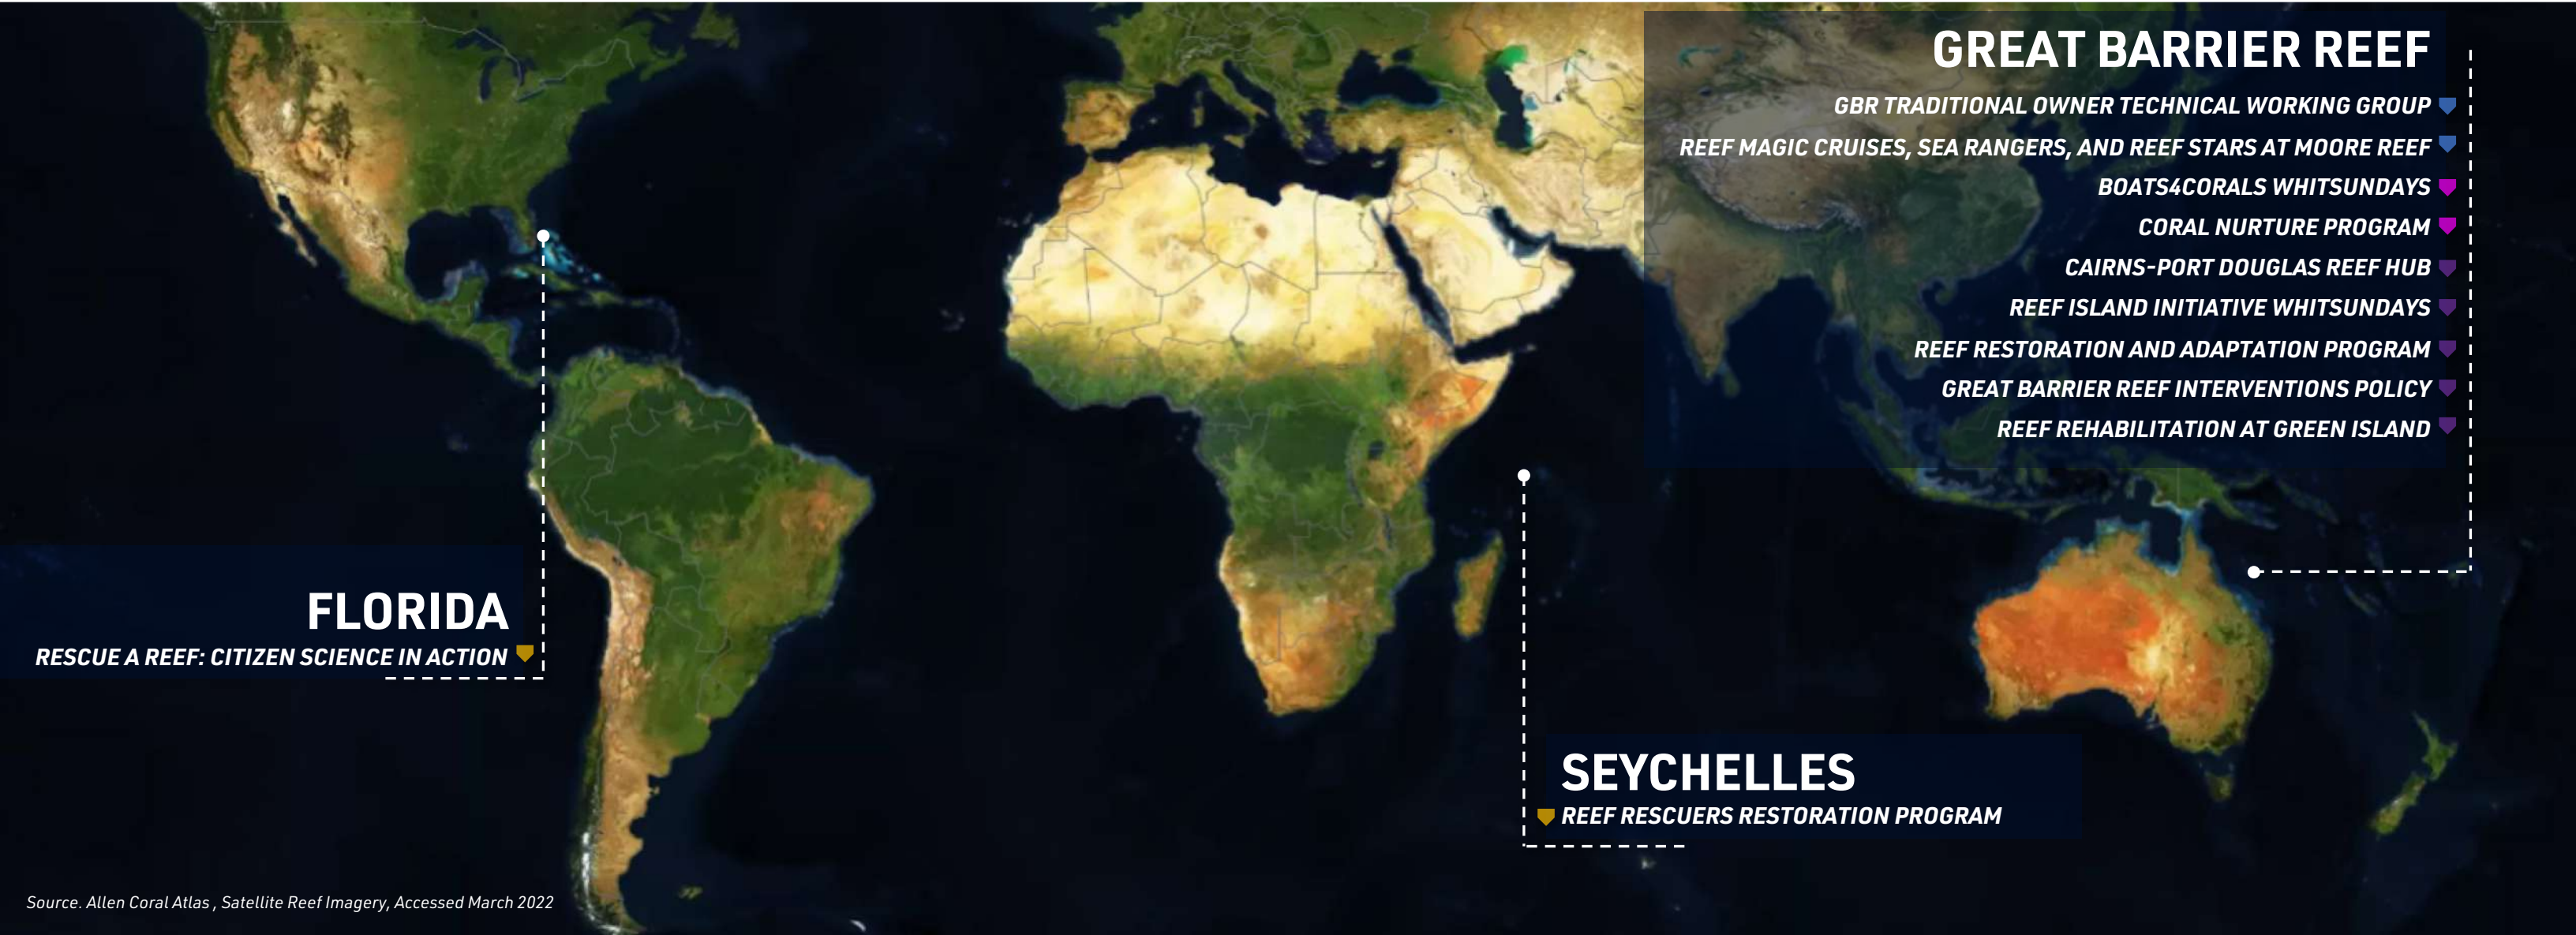 GREAT BARRIER REEF
GBR TRADITIONAL OWNER TECHNICAL WORKING GROUP
REEF MAGIC CRUISES, SEA RANGERS, AND REEF STARS AT MOORE REEF
BOATS4CORALS WHITSUNDAYS
CORAL NURTURE PROGRAM
CAIRNS-PORT DOUGLAS REEF HUB
REEF ISLAND INITIATIVE WHITSUNDAYS
REEF RESTORATION AND ADAPTATION PROGRAM
GREAT BARRIER REEF INTERVENTIONS POLICY
REEF REHABILITATION AT GREEN ISLAND
FLORIDA
RESCUE A REEF: CITIZEN SCIENCE IN ACTION
SEYCHELLES
REEF RESCUERS RESTORATION PROGRAM
Source. Allen Coral Atlas , Satellite Reef Imagery, Accessed March 2022